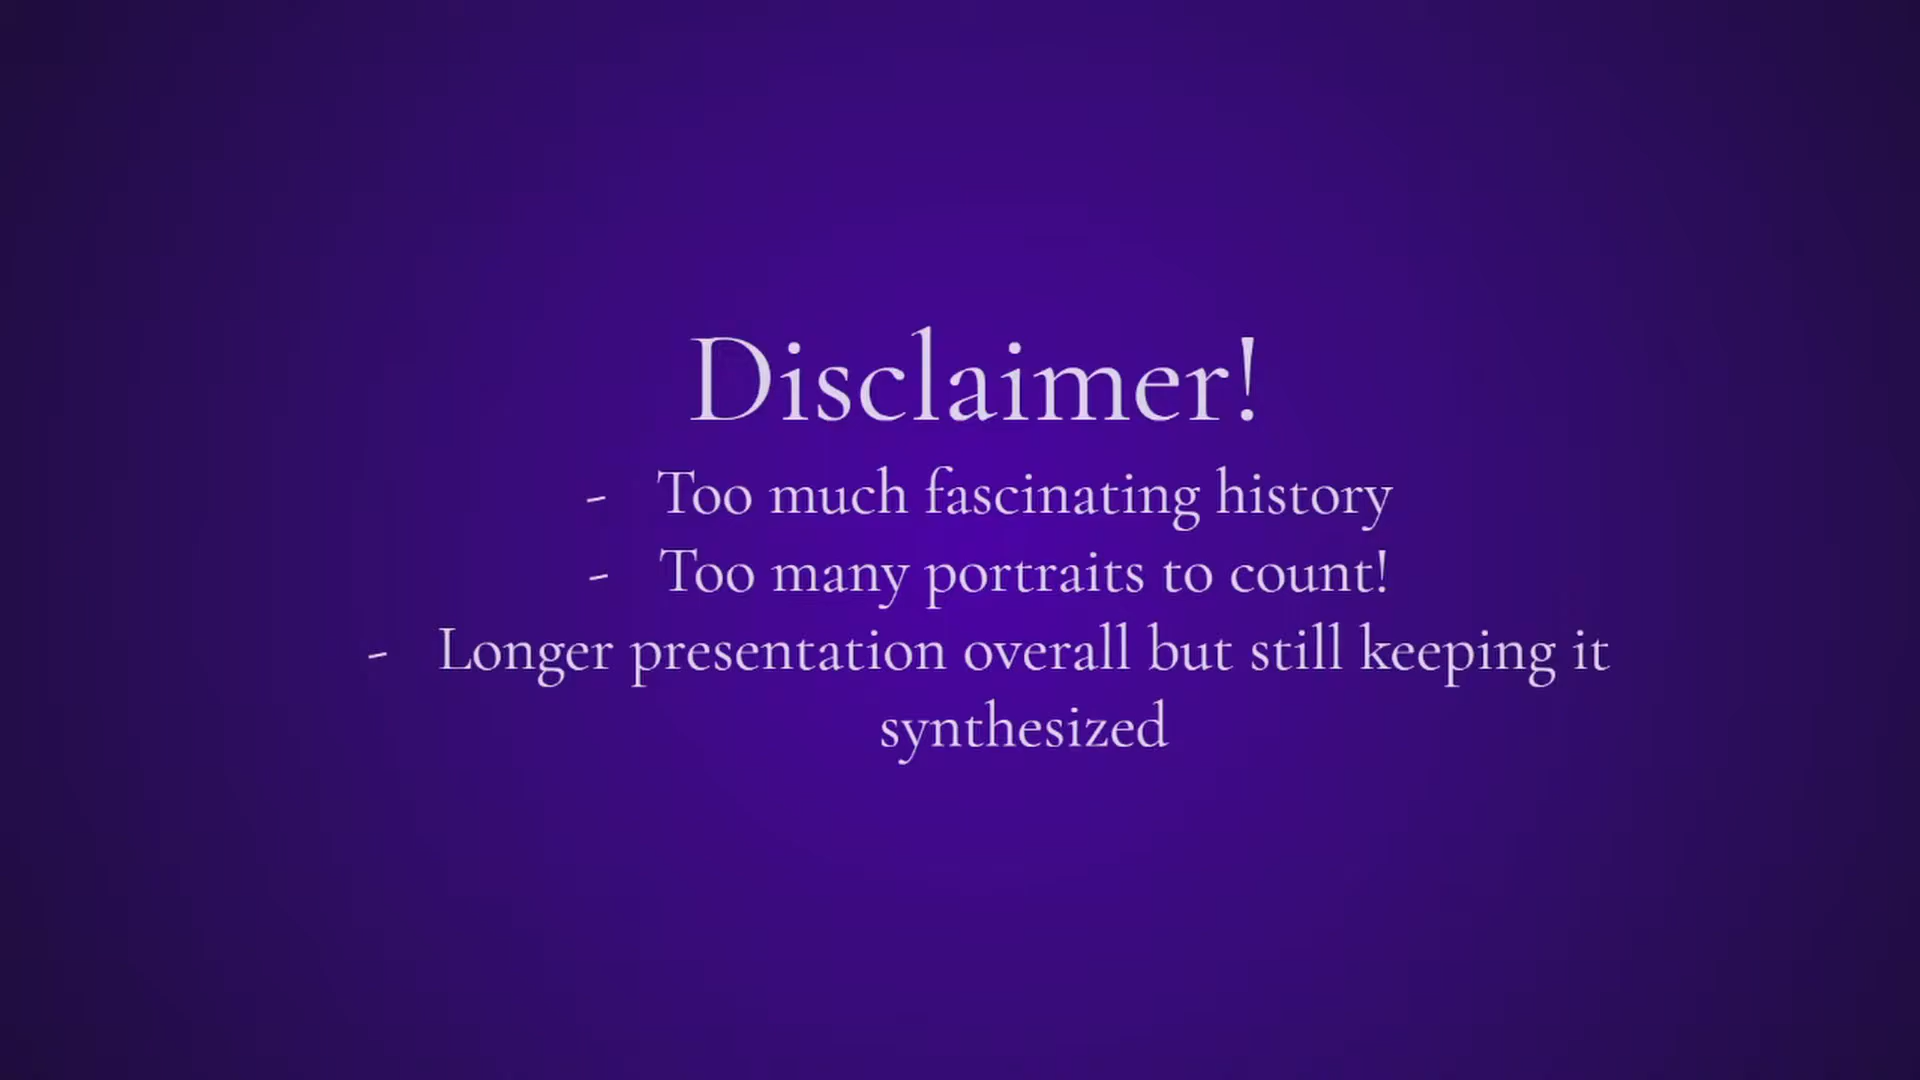 Disclaimer!
- Too much fascinating history
- Too many portraits to count!
- Longer presentation overall but still keeping it
synthesized